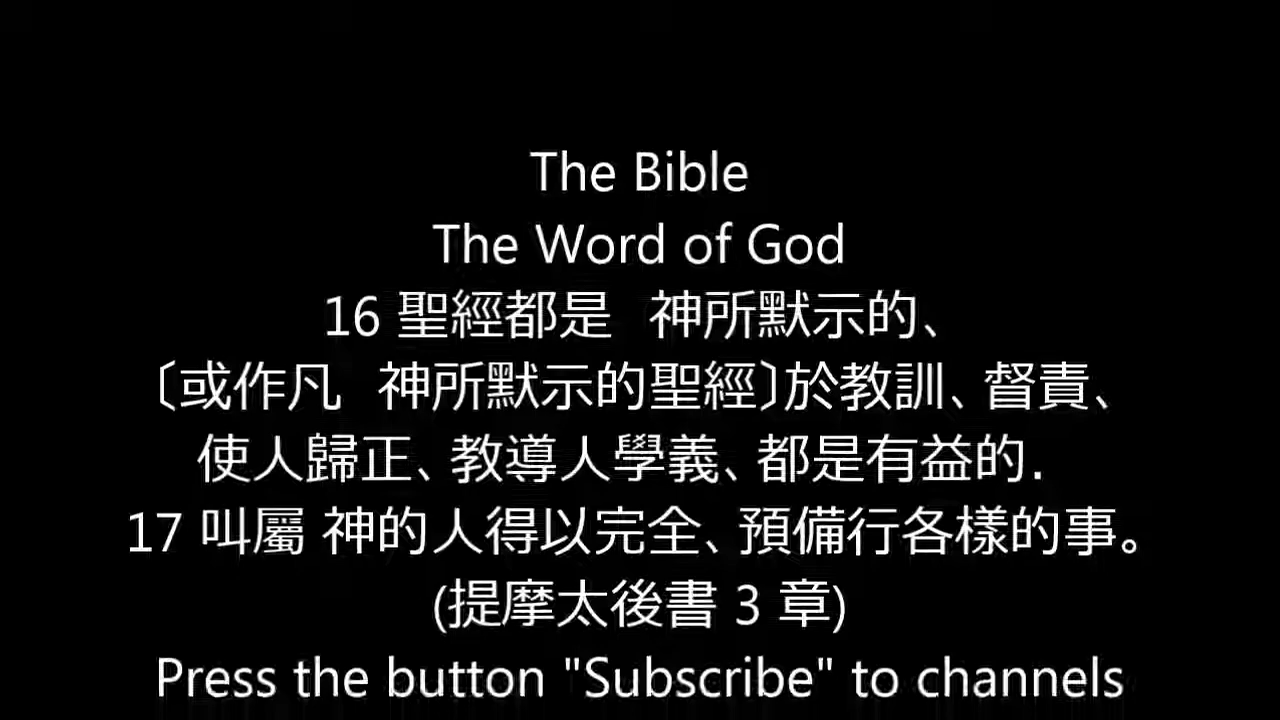 The Bible
The Word of God
16 聖經都是 神所默示的、
〔或作凡 神所默示的聖經〕於教訓、督責、
使人歸正、教導人學義、都是有益的.
17 叫屬 神的人得以完全、預備行各樣的事。
(提摩太後書 3 章)
Press the button "Subscribe" to channels